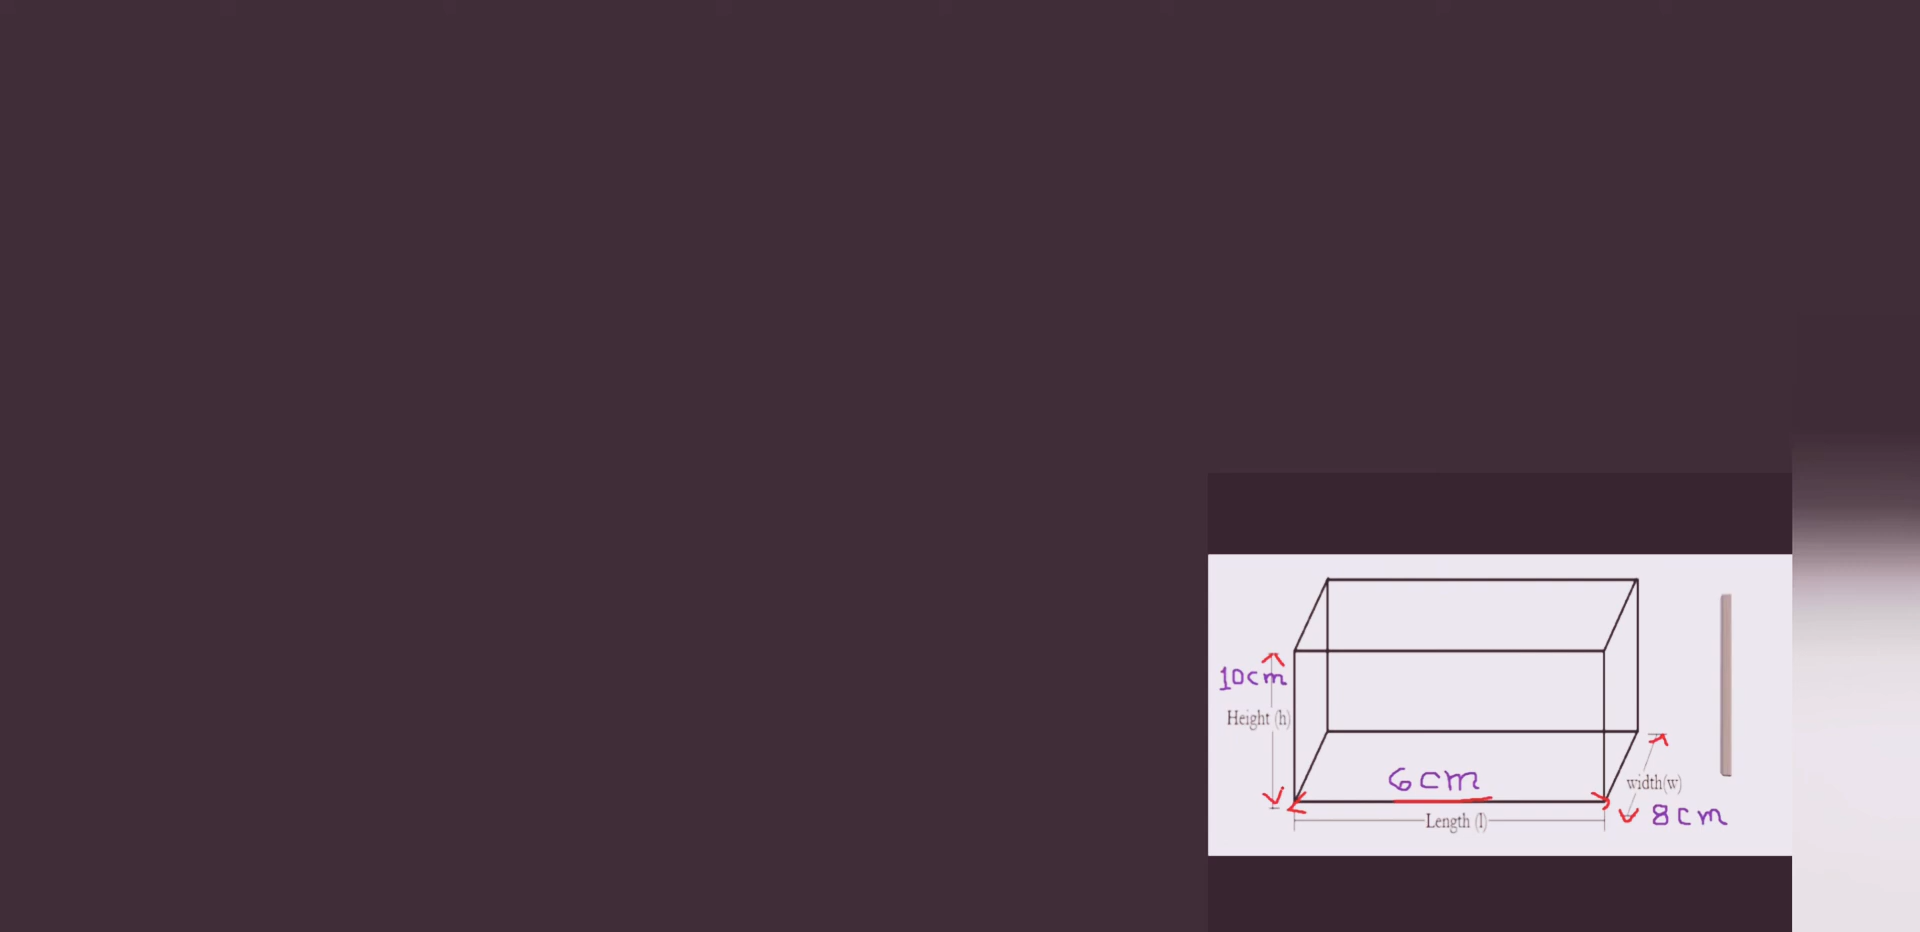 10cm
Height (h)
6cm
width(w)
8cm
Length (l)